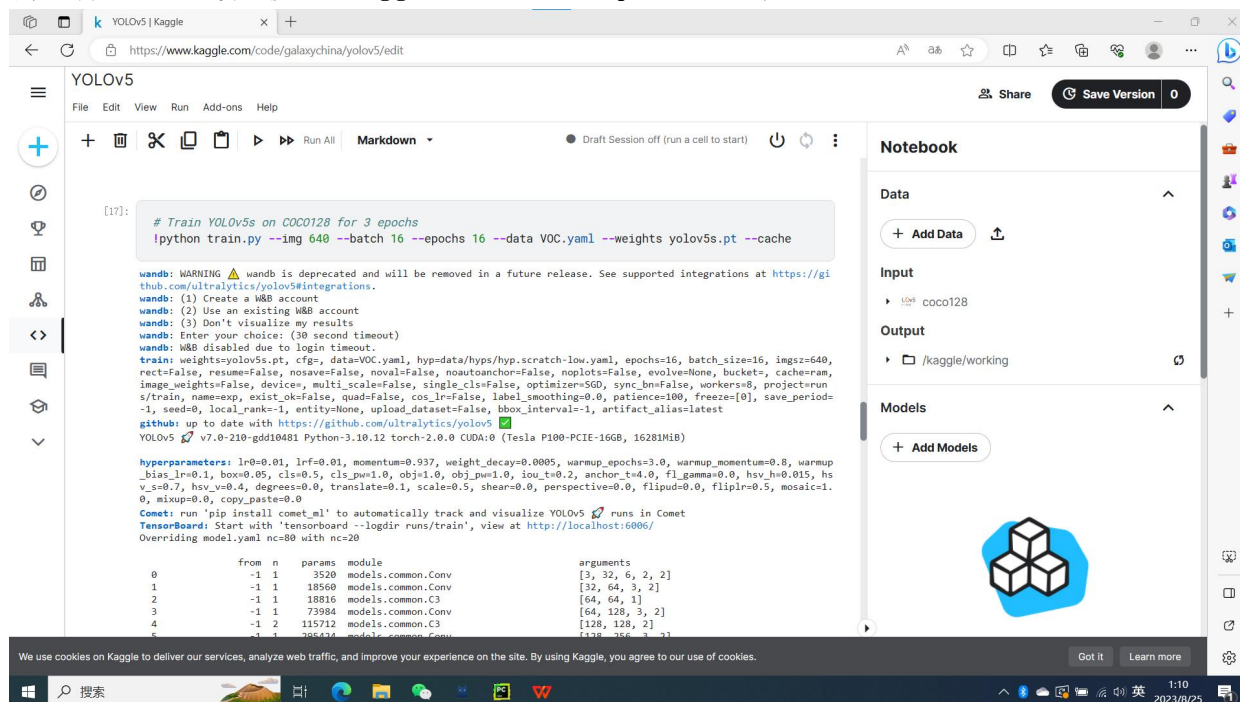 YOLOv5 | Kaggle
https://www.kaggle.com/code/galaxychina/yolov5/edit
YOLOv5
File Edit View Run Add-ons Help
Share
Save Version 0
Run All
Markdown
Draft Session off (run a cell to start)
[17]:
# Train YOLOv5s on COCO128 for 3 epochs
!python train.py --img 640 --batch 16 --epochs 16 --data VOC.yaml --weights yolov5s.pt --cache
wandb: WARNING ⚠ wandb is deprecated and will be removed in a future release. See supported integrations at https://gi
thub.com/ultralytics/yolov5#integrations.
wandb: (1) Create a W&B account
wandb: (2) Use an existing W&B account
wandb: (3) Don't visualize my results
wandb: Enter your choice: (30 second timeout)
wandb: W&B disabled due to login timeout.
train: weights=yolov5s.pt, cfg=, data=VOC.yaml, hyp=data/hyps/hyp.scratch-low.yaml, epochs=16, batch_size=16, imgsz=640,
rect=False, resume=False, nosave=False, noval=False, noautoanchor=False, noplots=False, evolve=None, bucket=, cache=ram,
image_weights=False, device=, multi_scale=False, single_cls=False, optimizer=SGD, sync_bn=False, workers=8, project=run
s/train, name=exp, exist_ok=False, quad=False, cos_lr=False, label_smoothing=0.0, patience=100, freeze=[0], save_period=
-1, seed=0, local_rank=-1, entity=None, upload_dataset=False, bbox_interval=-1, artifact_alias=latest
github: up to date with https://github.com/ultralytics/yolov5 ✅
YOLOv5 🚀 v7.0-210-gdd10481 Python-3.10.12 torch-2.0.0 CUDA:0 (Tesla P100-PCIE-16GB, 16281MiB)
hyperparameters: lr0=0.01, lrf=0.01, momentum=0.937, weight_decay=0.0005, warmup_epochs=3.0, warmup_momentum=0.8, warmup
_bias_lr=0.1, box=0.05, cls=0.5, cls_pw=1.0, obj=1.0, obj_pw=1.0, iou_t=0.2, anchor_t=4.0, fl_gamma=0.0, hsv_h=0.015, hs
v_s=0.7, hsv_v=0.4, degrees=0.0, translate=0.1, scale=0.5, shear=0.0, perspective=0.0, flipud=0.0, fliplr=0.5, mosaic=1.
0, mixup=0.0, copy_paste=0.0
Comet: run 'pip install comet_ml' to automatically track and visualize YOLOv5 🚀 runs in Comet
TensorBoard: Start with 'tensorboard --logdir runs/train', view at http://localhost:6006/
Overriding model.yaml nc=80 with nc=20
from n params module arguments
0 -1 1 3520 models.common.Conv [3, 32, 6, 2, 2]
1 -1 1 18560 models.common.Conv [32, 64, 3, 2]
2 -1 1 18816 models.common.C3 [64, 64, 1]
3 -1 1 73984 models.common.Conv [64, 128, 3, 2]
4 -1 2 115712 models.common.C3 [128, 128, 2]
5 -1 1 295424 models.common.Conv [128, 256, 3, 2]
Notebook
Data
+ Add Data
Input
coco128
Output
/kaggle/working
Models
+ Add Models
We use cookies on Kaggle to deliver our services, analyze web traffic, and improve your experience on the site. By using Kaggle, you agree to our use of cookies.
Got it
Learn more
搜索
英
1:10
2023/8/25